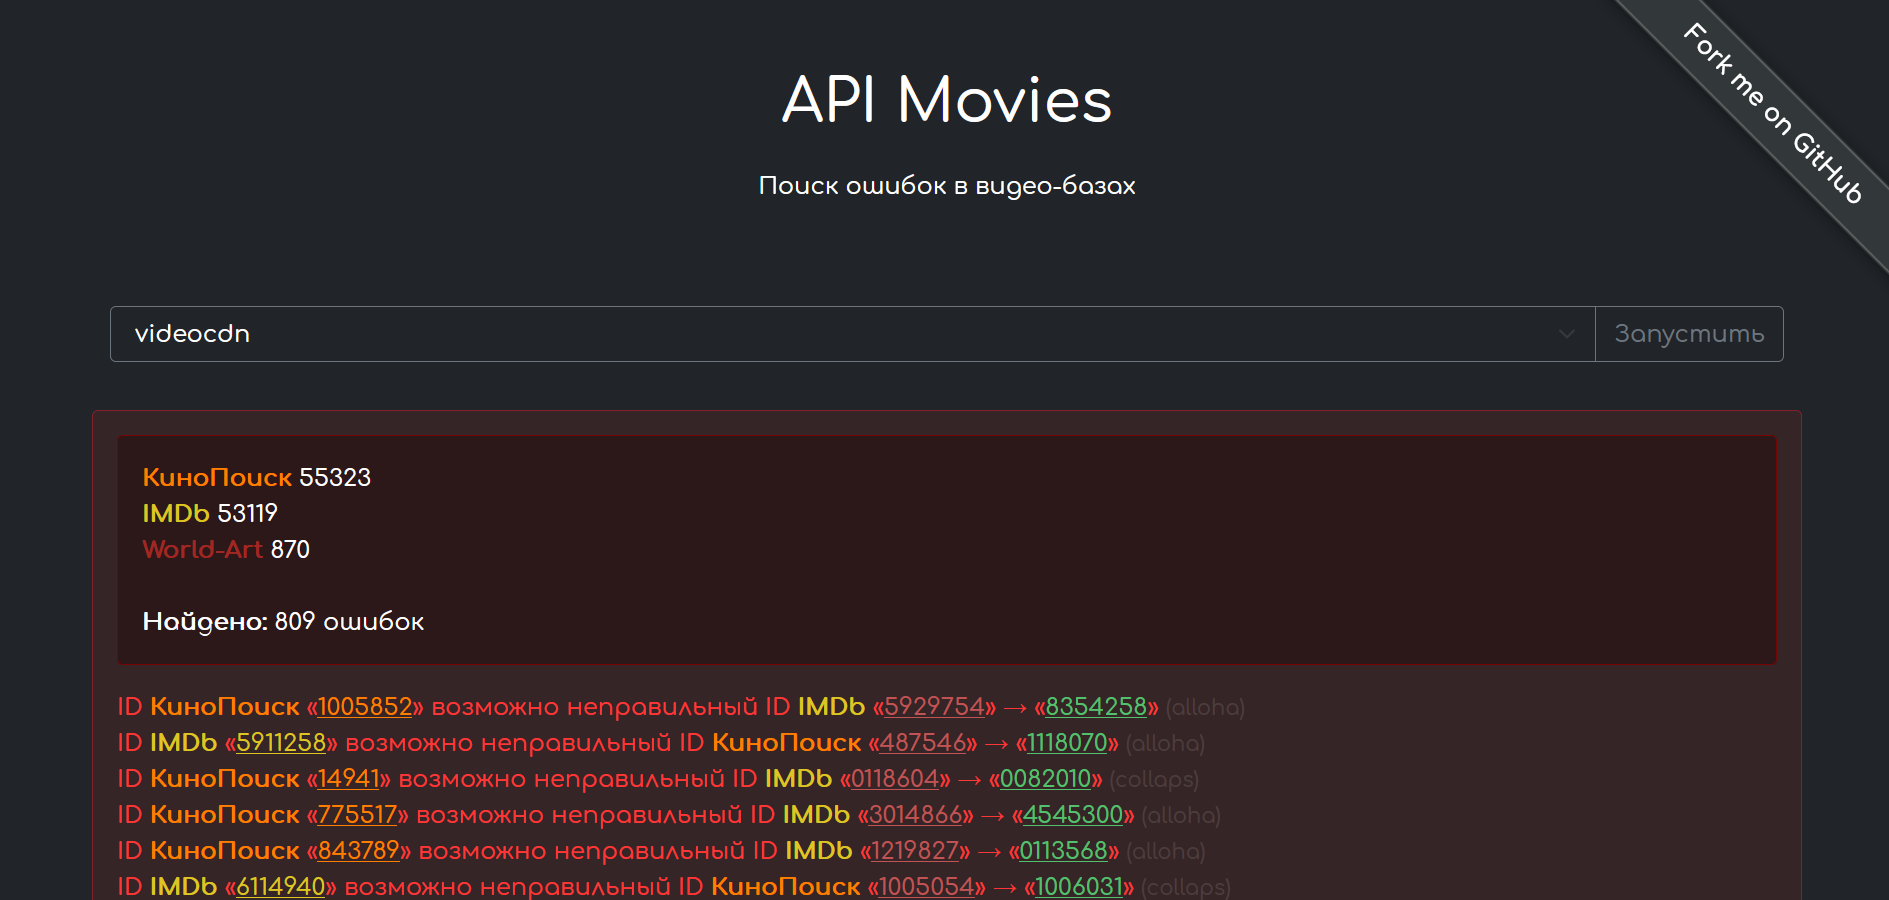 Fork me on GitHub
API Movies
Поиск ошибок в видео-базах
videocdn
Запустить
КиноПоиск 55323
IMDb 53119
World-Art 870
Найдено: 809 ошибок
ID КиноПоиск «1005852» возможно неправильный ID IMDb «5929754» → «8354258» (alloha)
ID IMDb «5911258» возможно неправильный ID КиноПоиск «487546» → «1118070» (alloha)
ID КиноПоиск «14941» возможно неправильный ID IMDb «0118604» → «0082010» (collaps)
ID КиноПоиск «775517» возможно неправильный ID IMDb «3014866» → «4545300» (alloha)
ID КиноПоиск «843789» возможно неправильный ID IMDb «1219827» → «0113568» (alloha)
ID IMDb «6114940» возможно неправильный ID КиноПоиск «1005054» → «1006031» (collaps)